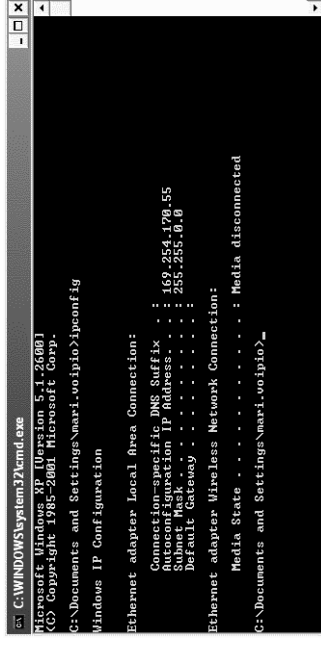 C:\WINDOWS\system32\cmd.exe
Microsoft Windows XP [Version 5.1.2600]
(C) Copyright 1985-2001 Microsoft Corp.
C:\Documents and Settings\mari.voipio>ipconfig
Windows IP Configuration
Ethernet adapter Local Area Connection:
Connection-specific DNS Suffix  . :
Autoconfiguration IP Address. . . : 169.254.170.55
Subnet Mask . . . . . . . . . . . : 255.255.0.0
Default Gateway . . . . . . . . . :
Ethernet adapter Wireless Network Connection:
Media State . . . . . . . . . . . : Media disconnected
C:\Documents and Settings\mari.voipio>_